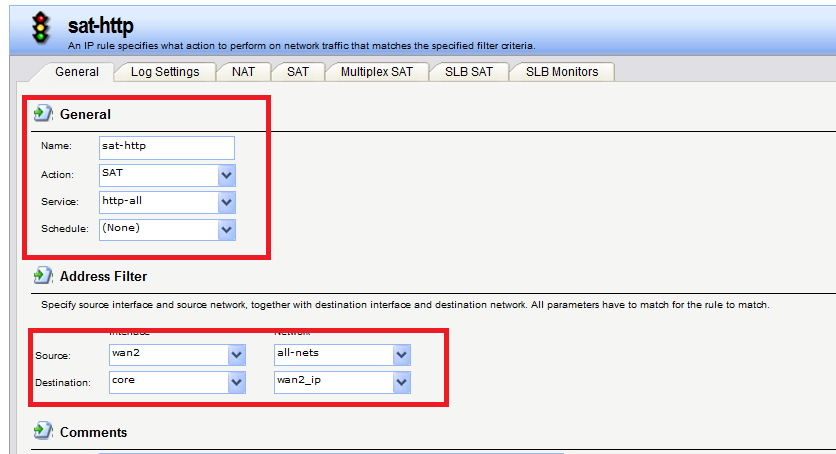 sat-http
An IP rule specifies what action to perform on network traffic that matches the specified filter criteria.
General Log Settings NAT SAT Multiplex SAT SLB SAT SLB Monitors
General
Name: sat-http
Action: SAT
Service: http-all
Schedule: (None)
Address Filter
Specify source interface and source network, together with destination interface and destination network. All parameters have to match for the rule to match.
Interface Network
Source: wan2 all-nets
Destination: core wan2_ip
Comments